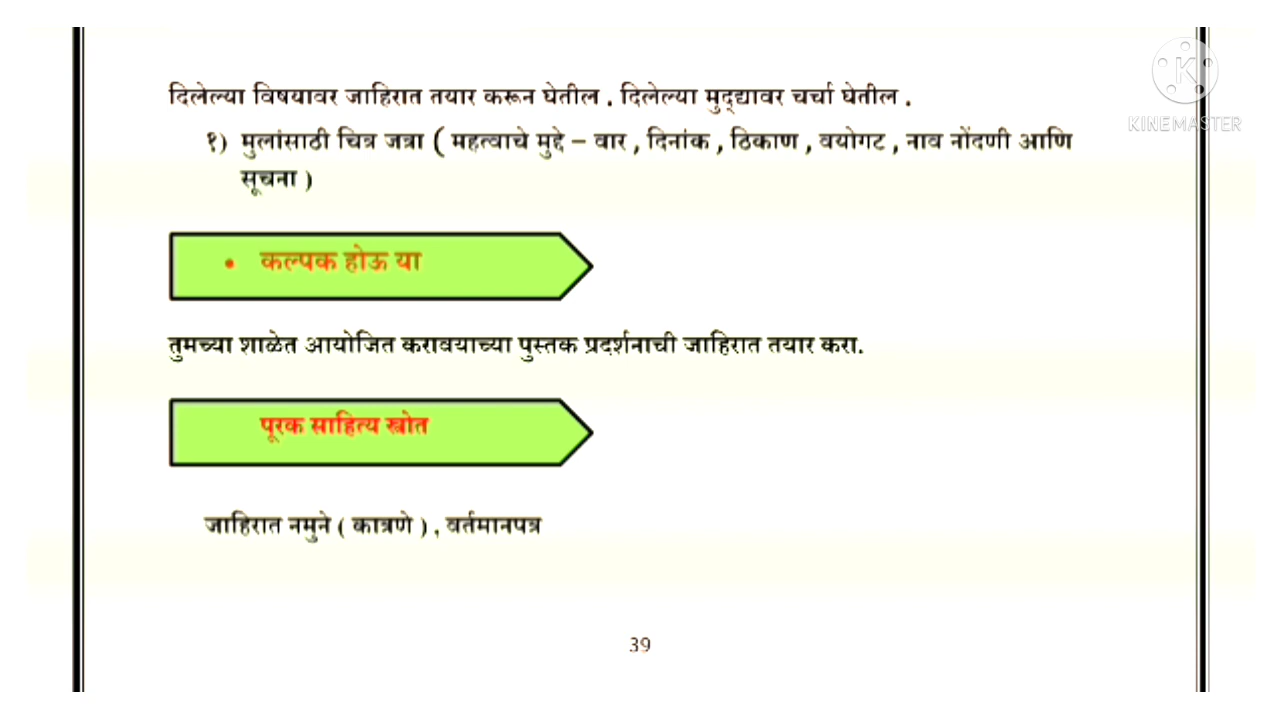 दिलेल्या विषयावर जाहिरात तयार करून घेतील . दिलेल्या मुद्द्यावर चर्चा घेतील .
१) मुलांसाठी चित्र जत्रा ( महत्वाचे मुद्दे – वार , दिनांक , ठिकाण , वयोगट , नाव नोंदणी आणि
सूचना )
• कल्पक होऊ या
तुमच्या शाळेत आयोजित करावयाच्या पुस्तक प्रदर्शनाची जाहिरात तयार करा.
पूरक साहित्य स्त्रोत
जाहिरात नमुने ( कात्रणे ) , वर्तमानपत्र
39
K
KINEMASTER